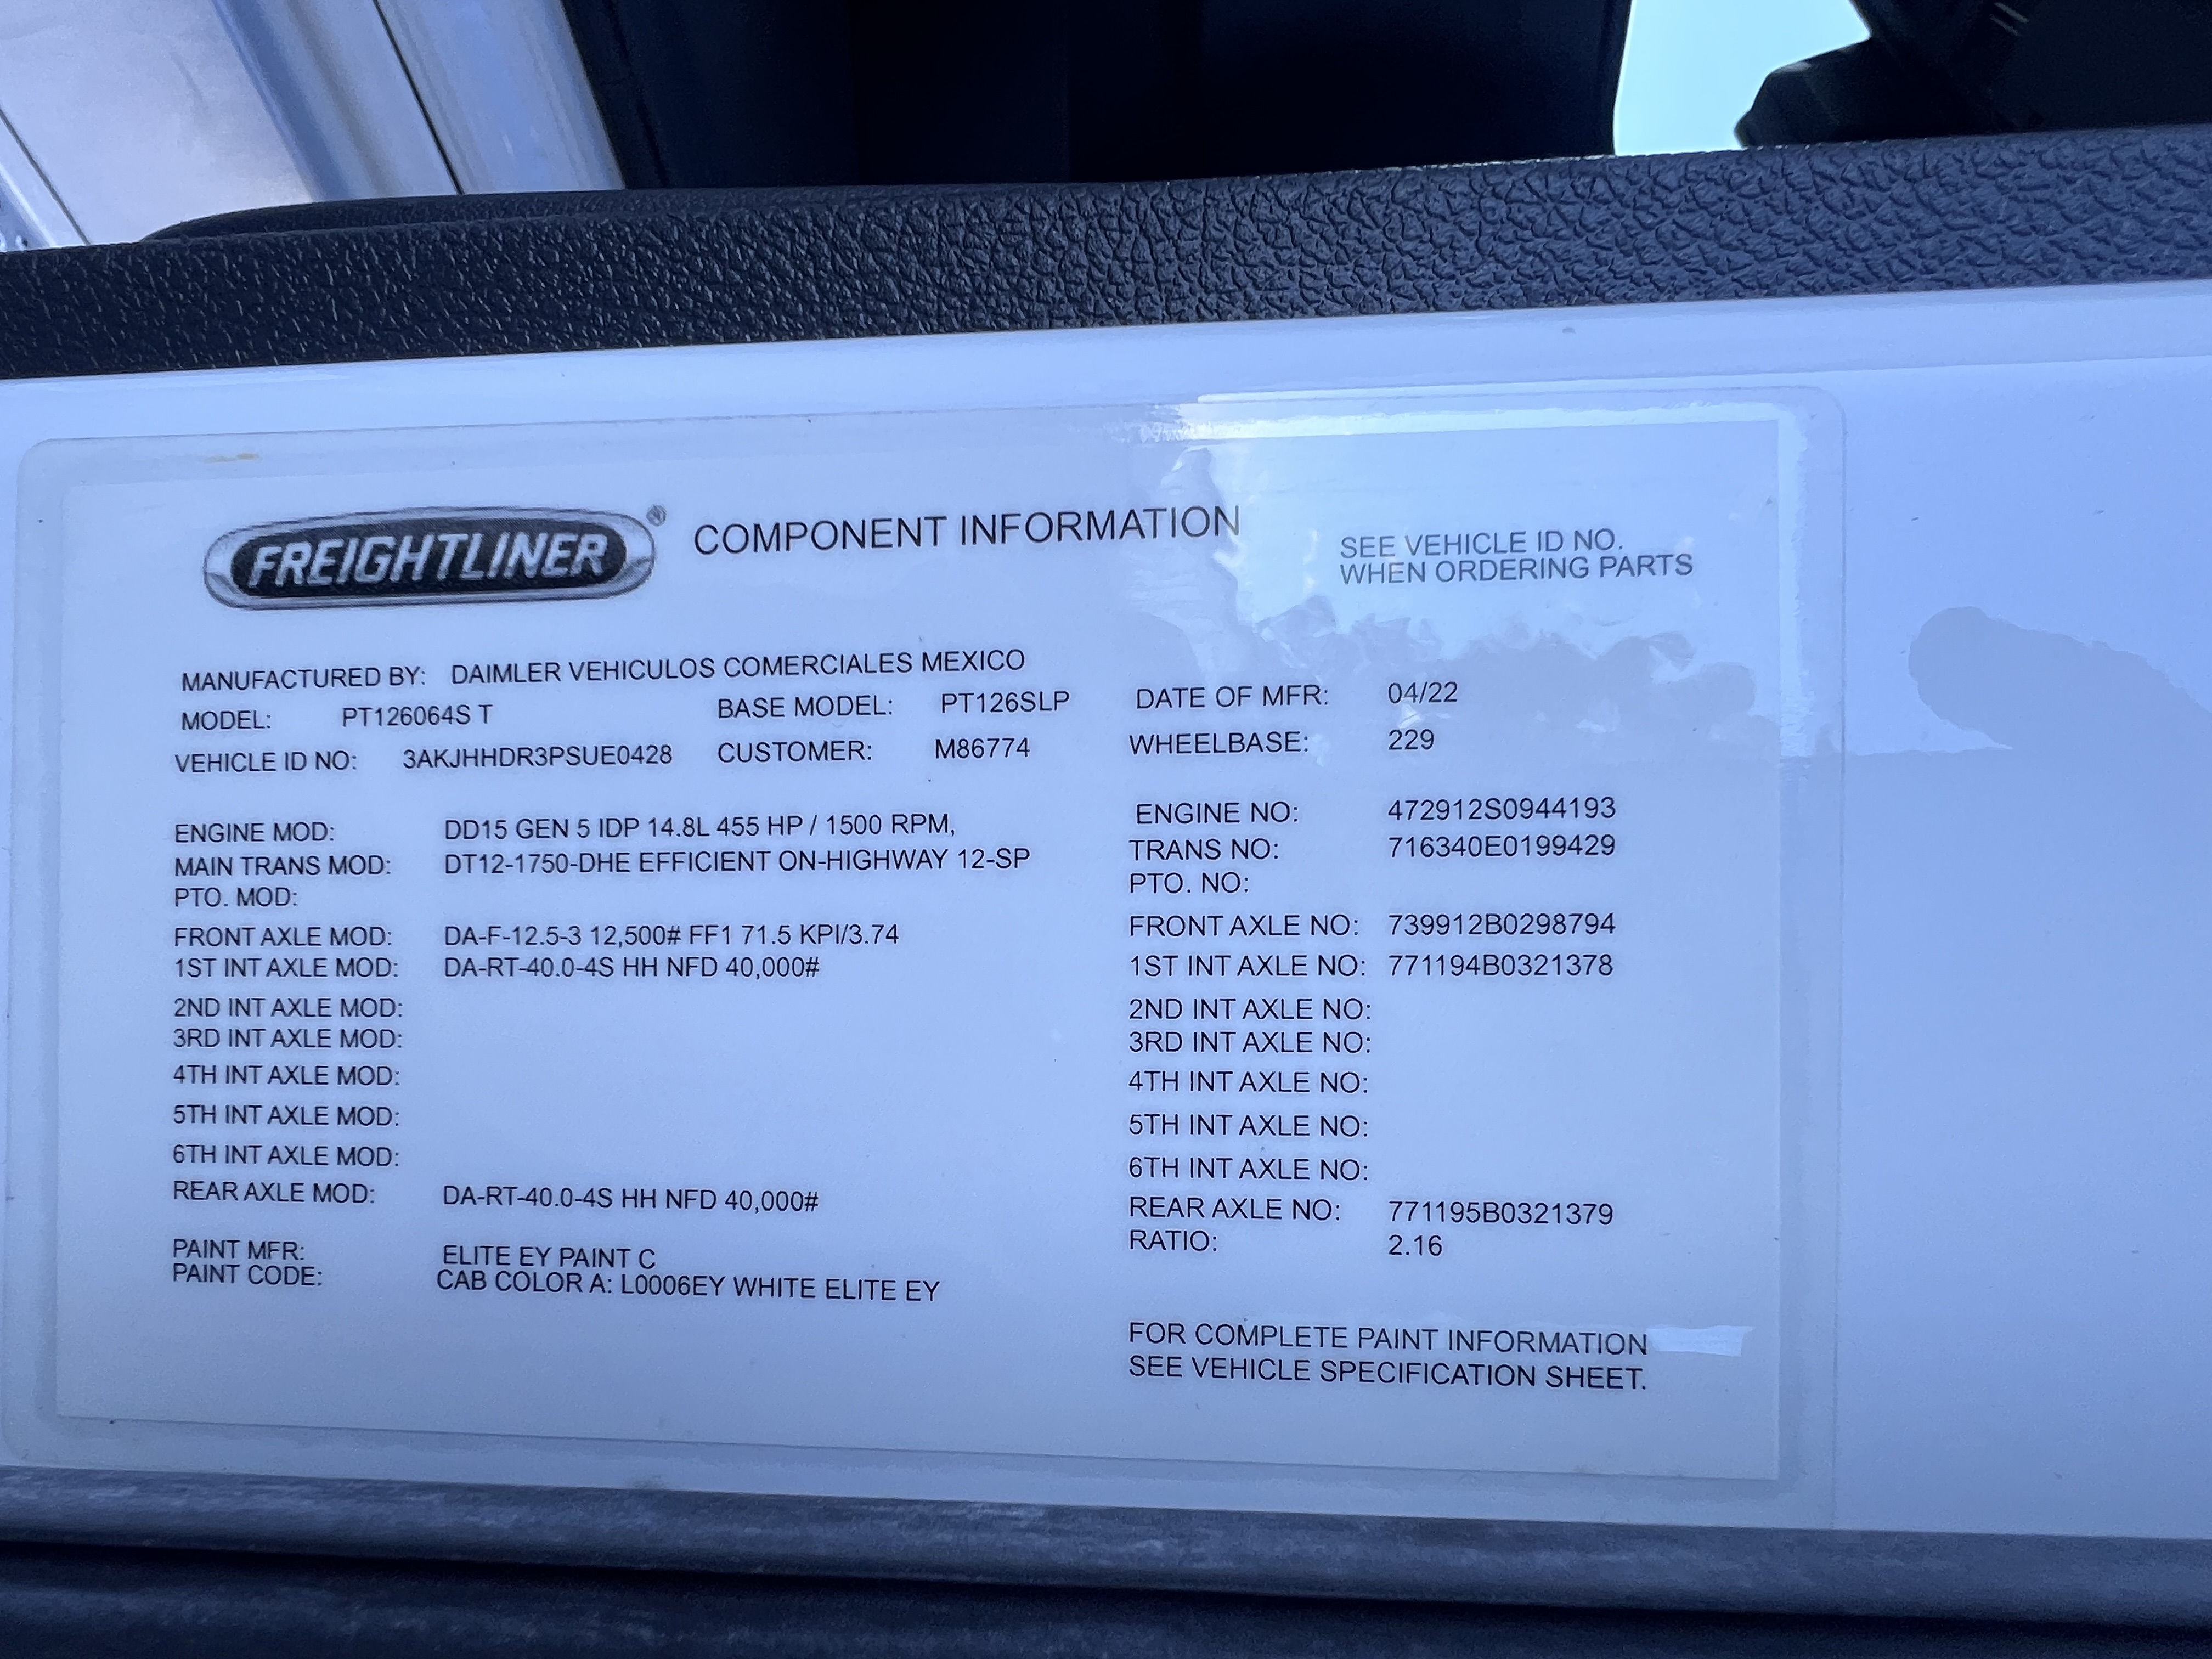 FREIGHTLINER® COMPONENT INFORMATION
SEE VEHICLE ID NO.
WHEN ORDERING PARTS
MANUFACTURED BY: DAIMLER VEHICULOS COMERCIALES MEXICO
MODEL: PT126064S T BASE MODEL: PT126SLP DATE OF MFR: 04/22
VEHICLE ID NO: 3AKJHHDR3PSUE0428 CUSTOMER: M86774 WHEELBASE: 229
ENGINE MOD: DD15 GEN 5 IDP 14.8L 455 HP / 1500 RPM, ENGINE NO: 472912S0944193
MAIN TRANS MOD: DT12-1750-DHE EFFICIENT ON-HIGHWAY 12-SP TRANS NO: 716340E0199429
PTO. MOD: PTO. NO:
FRONT AXLE MOD: DA-F-12.5-3 12,500# FF1 71.5 KPI/3.74 FRONT AXLE NO: 739912B0298794
1ST INT AXLE MOD: DA-RT-40.0-4S HH NFD 40,000# 1ST INT AXLE NO: 771194B0321378
2ND INT AXLE MOD: 2ND INT AXLE NO:
3RD INT AXLE MOD: 3RD INT AXLE NO:
4TH INT AXLE MOD: 4TH INT AXLE NO:
5TH INT AXLE MOD: 5TH INT AXLE NO:
6TH INT AXLE MOD: 6TH INT AXLE NO:
REAR AXLE MOD: DA-RT-40.0-4S HH NFD 40,000# REAR AXLE NO: 771195B0321379
RATIO: 2.16
PAINT MFR: ELITE EY PAINT C
PAINT CODE: CAB COLOR A: L0006EY WHITE ELITE EY
FOR COMPLETE PAINT INFORMATION
SEE VEHICLE SPECIFICATION SHEET.